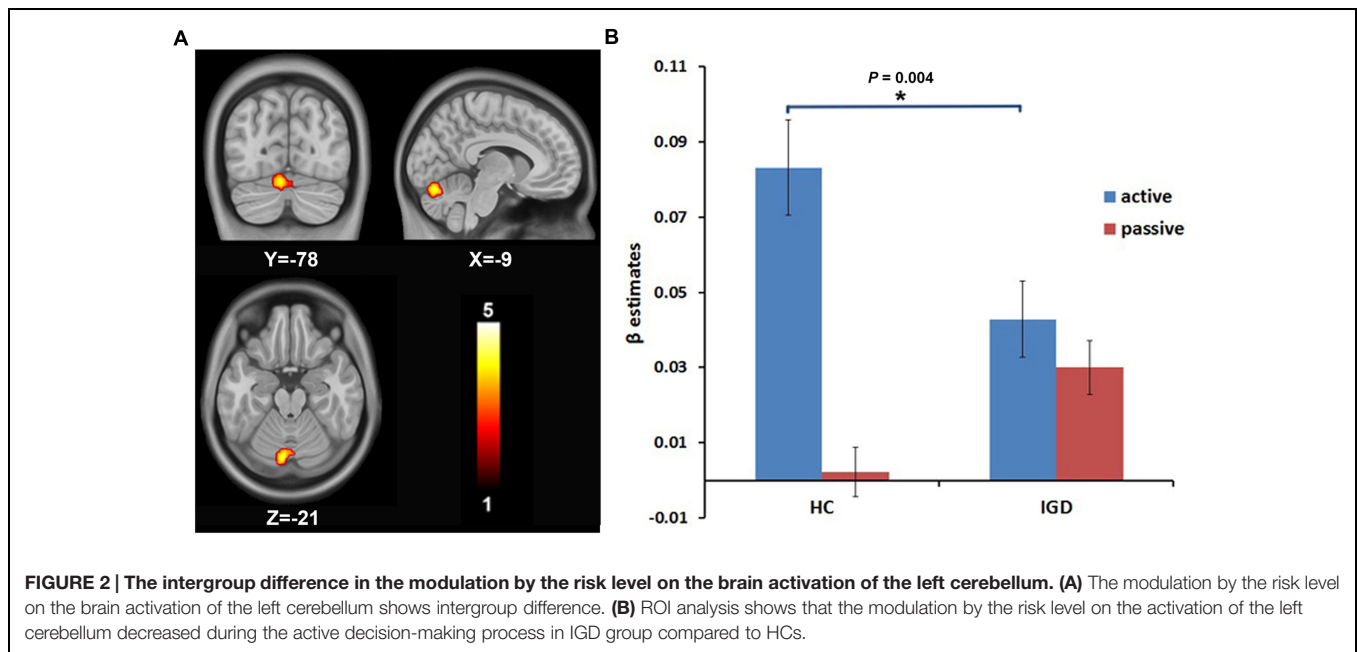 A
Y=-78
X=-9
Z=-21
5
1
B
P = 0.004
*
0.11
0.09
0.07
0.05
0.03
0.01
-0.01
β estimates
HC
IGD
active
passive
FIGURE 2 | The intergroup difference in the modulation by the risk level on the brain activation of the left cerebellum. (A) The modulation by the risk level
on the brain activation of the left cerebellum shows intergroup difference. (B) ROI analysis shows that the modulation by the risk level on the activation of the left
cerebellum decreased during the active decision-making process in IGD group compared to HCs.